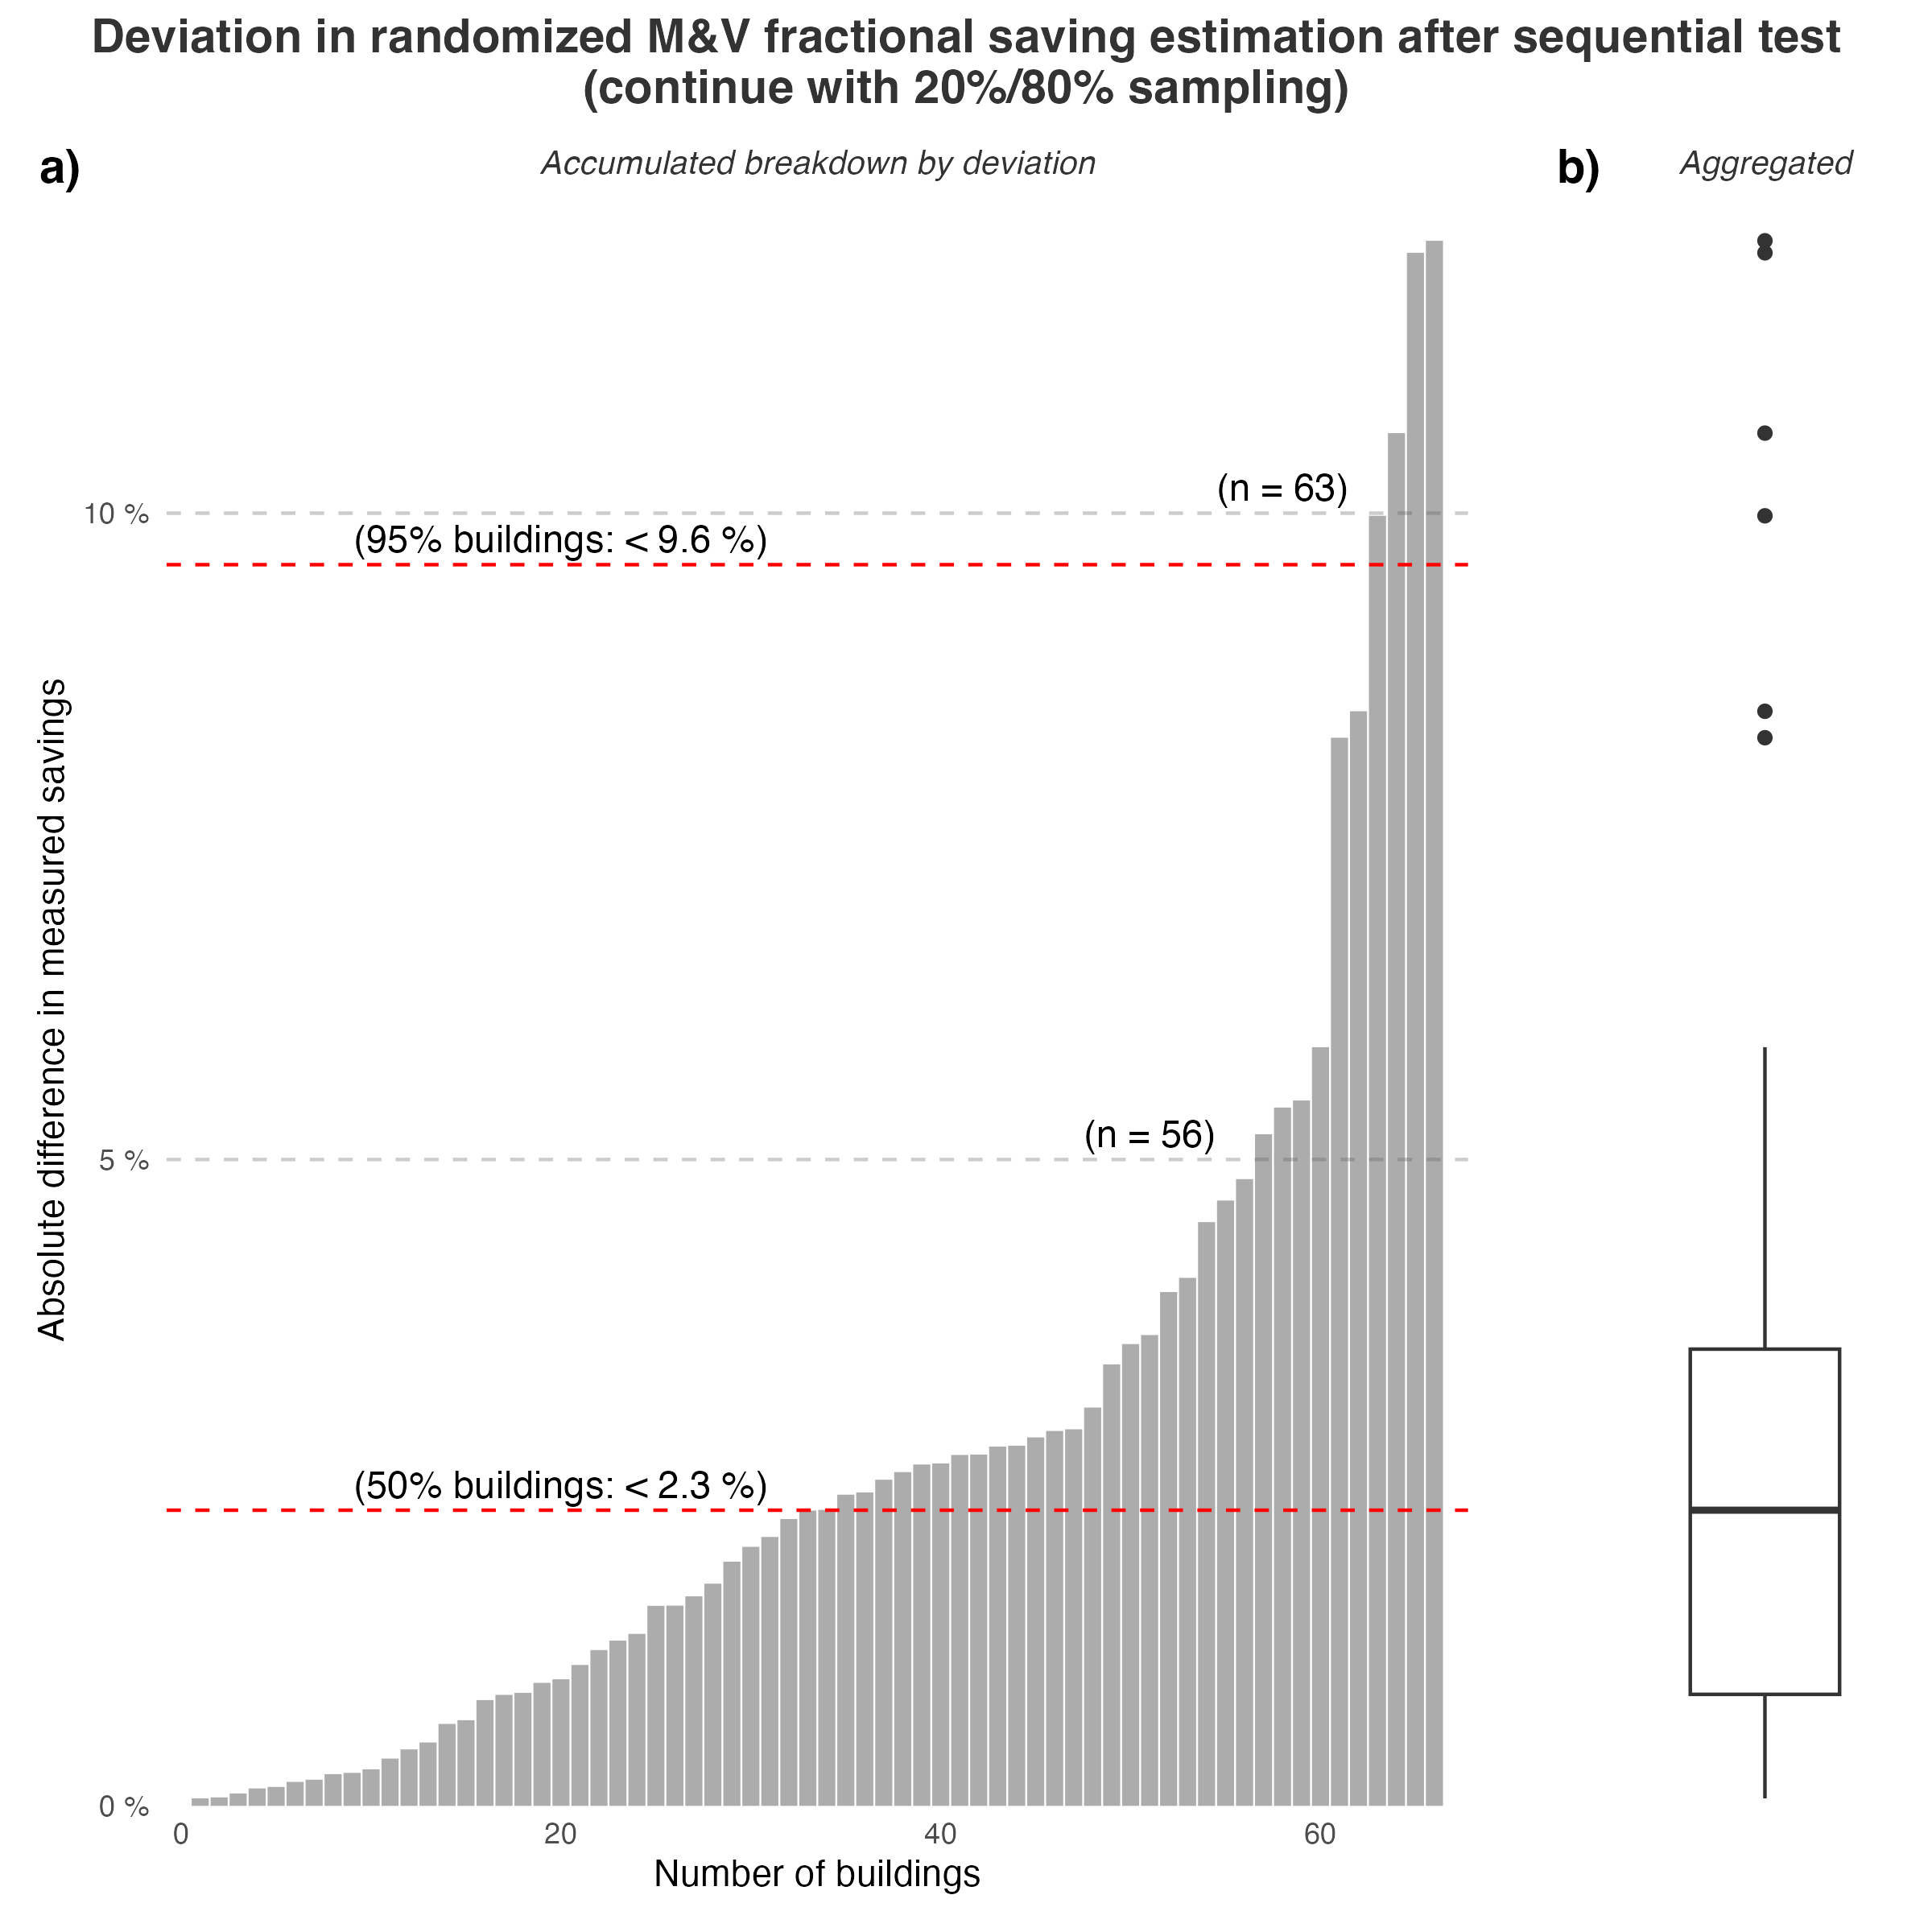 Deviation in randomized M&V fractional saving estimation after sequential test
(continue with 20%/80% sampling)
a)
Accumulated breakdown by deviation
b)
Aggregated
(n = 63)
10 %
(95% buildings: < 9.6 %)
Absolute difference in measured savings
(n = 56)
5 %
(50% buildings: < 2.3 %)
0 %
0
20
40
60
Number of buildings